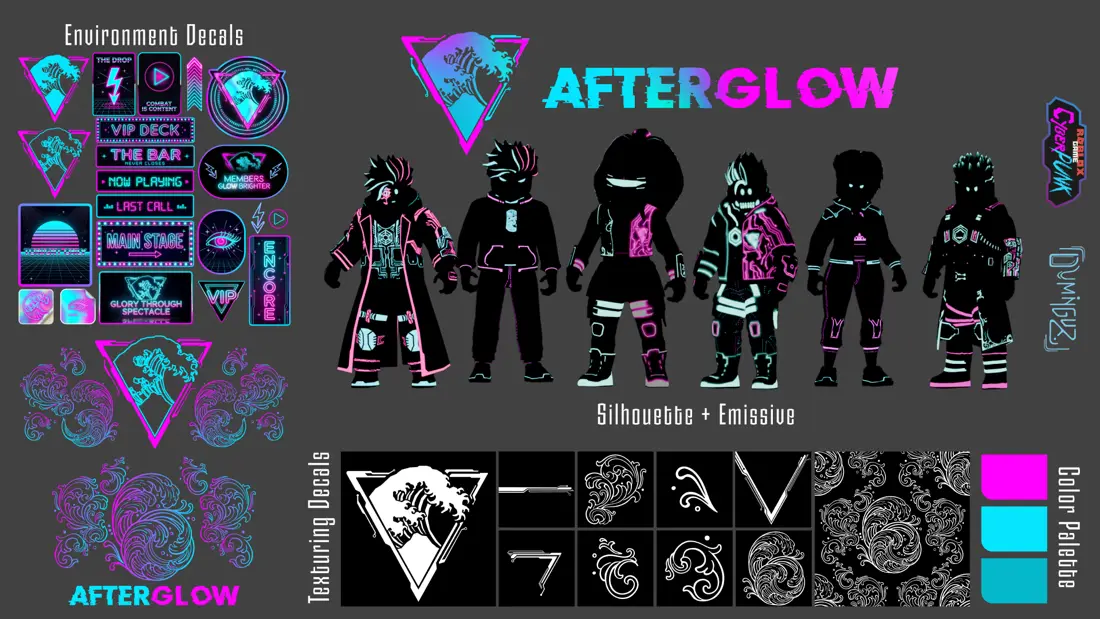 Environment Decals
THE DROP
COMBAT
IS CONTENT
VIP DECK
THE BAR
NEVER CLOSES
NOW PLAYING
LAST CALL
MAIN STAGE
GLORY THROUGH
SPECTACLE
MEMBERS
GLOW BRIGHTER
VIP
ENCORE
AFTERGLOW
AFTERGLOW
Silhouette + Emissive
Texturing Decals
Color Palette
ROBLOX
GAME
CYBERPUNK